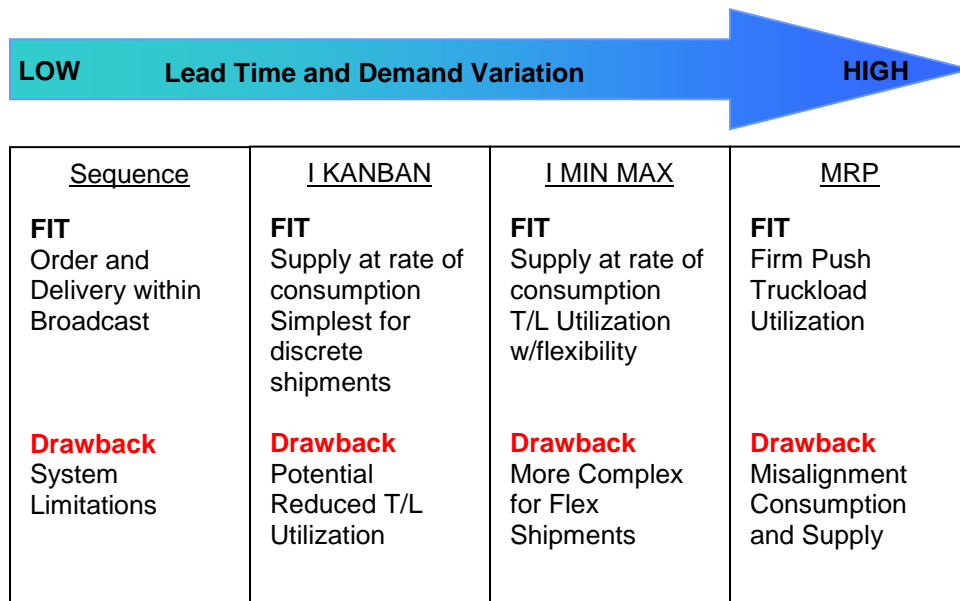 LOW Lead Time and Demand Variation HIGH
Sequence
FIT
Order and
Delivery within
Broadcast
Drawback
System
Limitations
I KANBAN
FIT
Supply at rate of
consumption
Simplest for
discrete
shipments
Drawback
Potential
Reduced T/L
Utilization
I MIN MAX
FIT
Supply at rate of
consumption
T/L Utilization
w/flexibility
Drawback
More Complex
for Flex
Shipments
MRP
FIT
Firm Push
Truckload
Utilization
Drawback
Misalignment
Consumption
and Supply